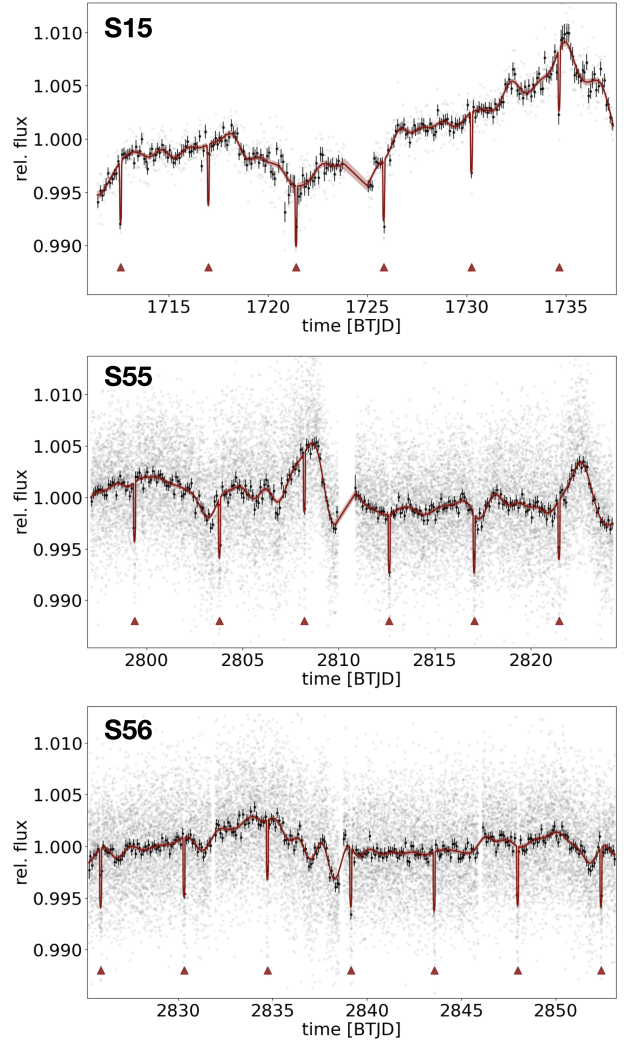 S15
1.010
1.005
1.000
0.995
0.990
rel. flux
1715 1720 1725 1730 1735
time [BTJD]
S55
1.010
1.005
1.000
0.995
0.990
rel. flux
2800 2805 2810 2815 2820
time [BTJD]
S56
1.010
1.005
1.000
0.995
0.990
rel. flux
2830 2835 2840 2845 2850
time [BTJD]